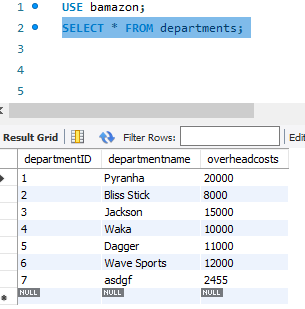 1 USE bamazon;
2 SELECT * FROM departments;
3
4
5
Result Grid Filter Rows: Edi
departmentID departmentname overheadcosts
1 Pyranha 20000
2 Bliss Stick 8000
3 Jackson 15000
4 Waka 10000
5 Dagger 11000
6 Wave Sports 12000
7 asdgf 2455
NULL NULL NULL